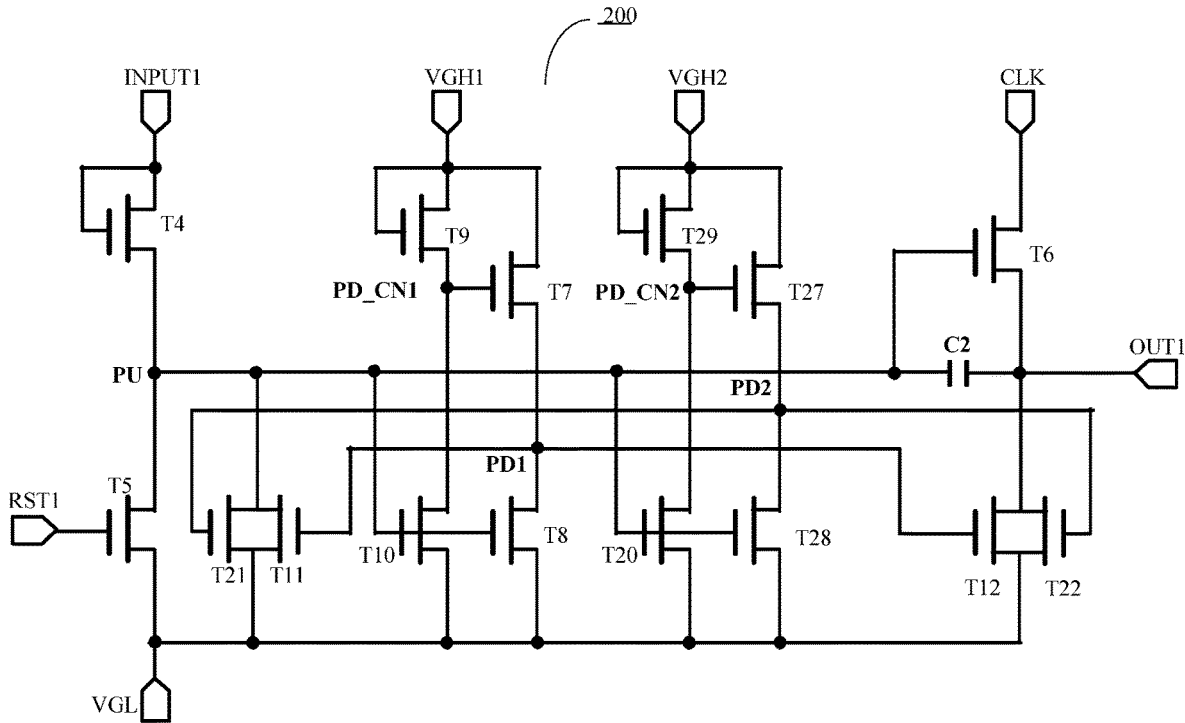 200
INPUT1
VGH1
VGH2
CLK
T4
T9
T29
T6
PD_CN1
T7
PD_CN2
T27
C2
OUT1
PU
PD2
PD1
T5
RST1
T8
T28
T10
T20
T21
T11
T12
T22
VGL